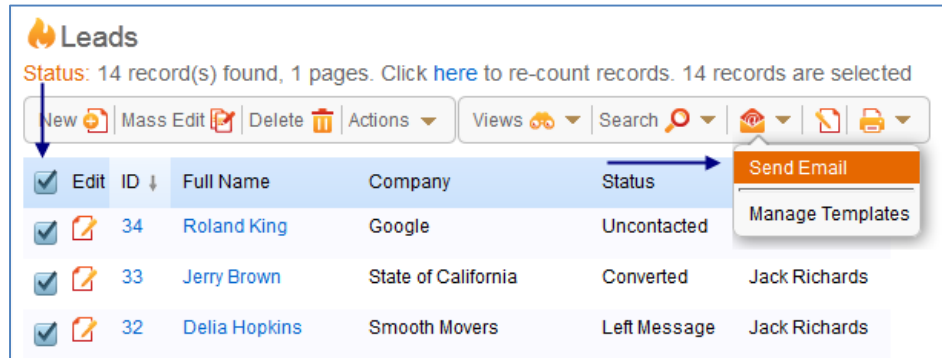 Leads
Status: 14 record(s) found, 1 pages. Click here to re-count records. 14 records are selected
New Mass Edit Delete Actions Views Search
Send Email
Manage Templates
Edit ID Full Name Company Status
34 Roland King Google Uncontacted
33 Jerry Brown State of California Converted Jack Richards
32 Delia Hopkins Smooth Movers Left Message Jack Richards